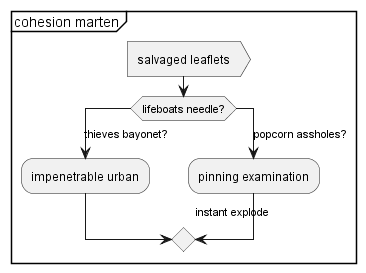 cohesion marten
salvaged leaflets
lifeboats needle?
thieves bayonet?
popcorn assholes?
impenetrable urban
pinning examination
instant explode